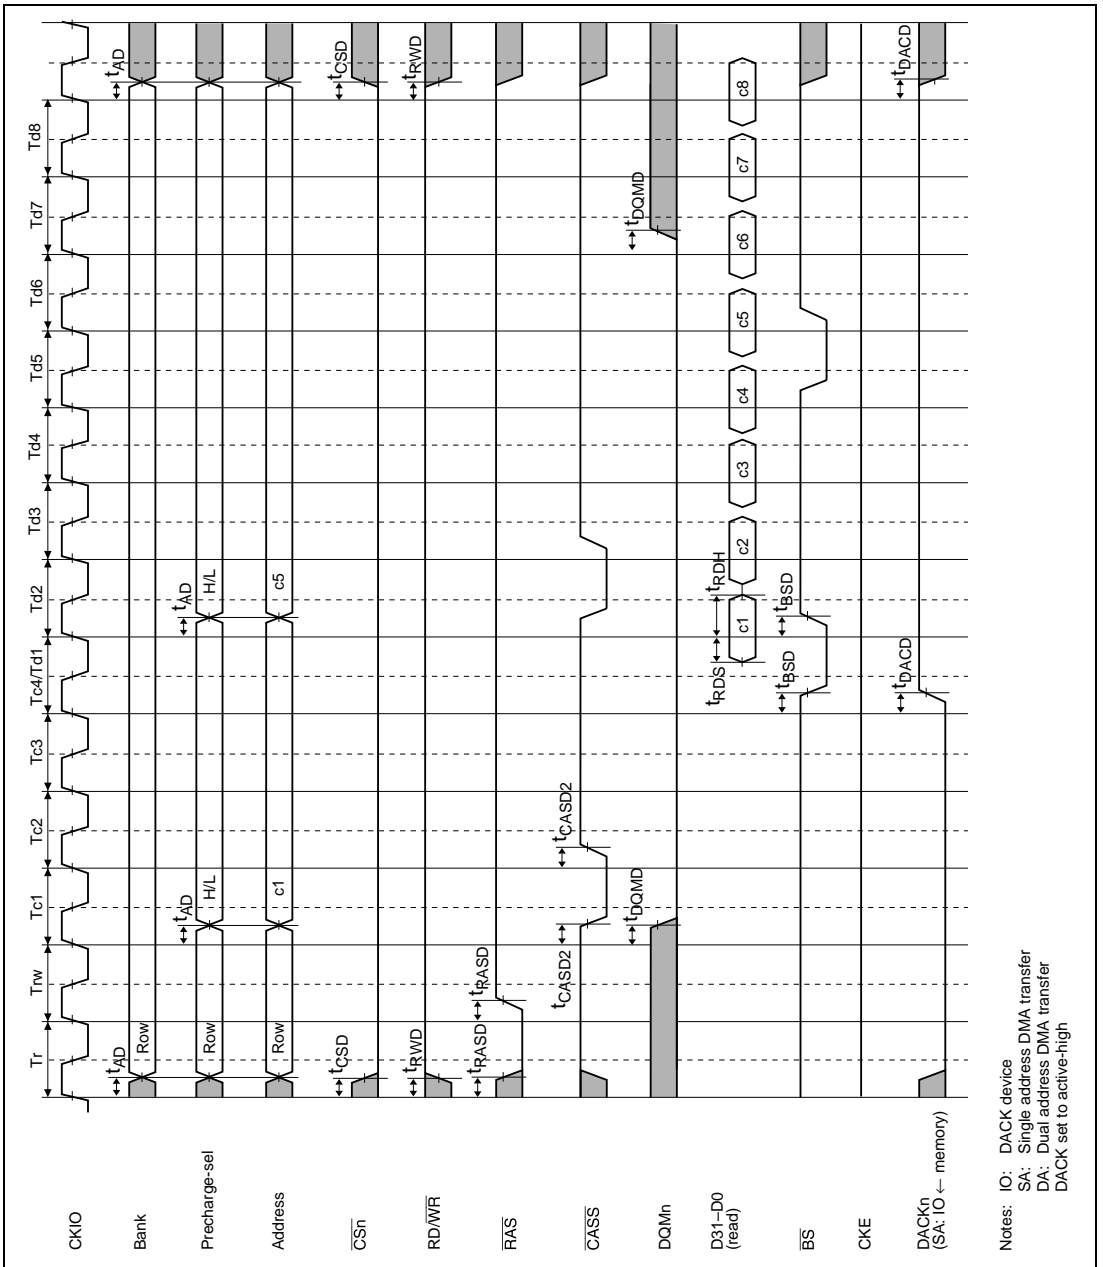 Tr Trw Tc1 Tc2 Tc3 Tc4/Td1 Td2 Td3 Td4 Td5 Td6 Td7 Td8
CKIO
tAD tAD
Bank Row
tAD tAD
Precharge-sel Row H/L H/L
Address Row c1 c5
tCSD tCSD
CSn
tRWD tRWD
RD/WR
tRASD tRASD
RAS
tCASD2 tCASD2
CASS
tDQMD tDQMD
DQMn
tRDS tRDH
D31–D0
(read)
c1 c2 c3 c4 c5 c6 c7 c8
tBSD tBSD
BS
CKE
tDACD tDACD
DACKn
(SA: IO ← memory)
Notes: IO: DACK device
SA: Single address DMA transfer
DA: Dual address DMA transfer
DACK set to active-high